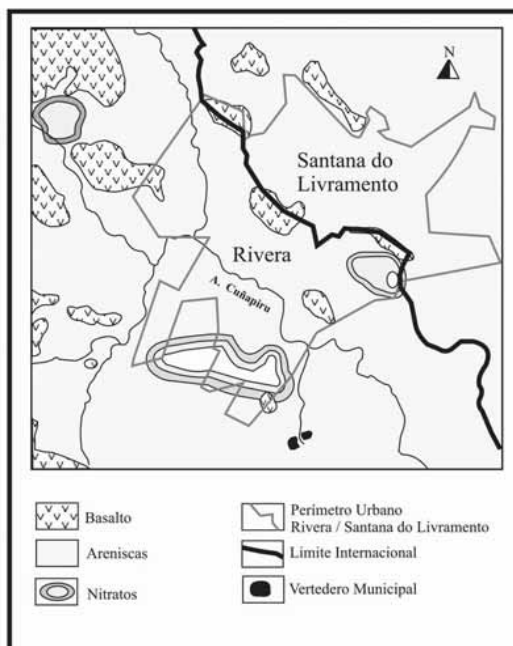 N
Santana do
Livramento
Rivera
A. Cuñapiru
Basalto
Areniscas
Nitratos
Perímetro Urbano
Rivera / Santana do Livramento
Límite Internacional
Vertedero Municipal